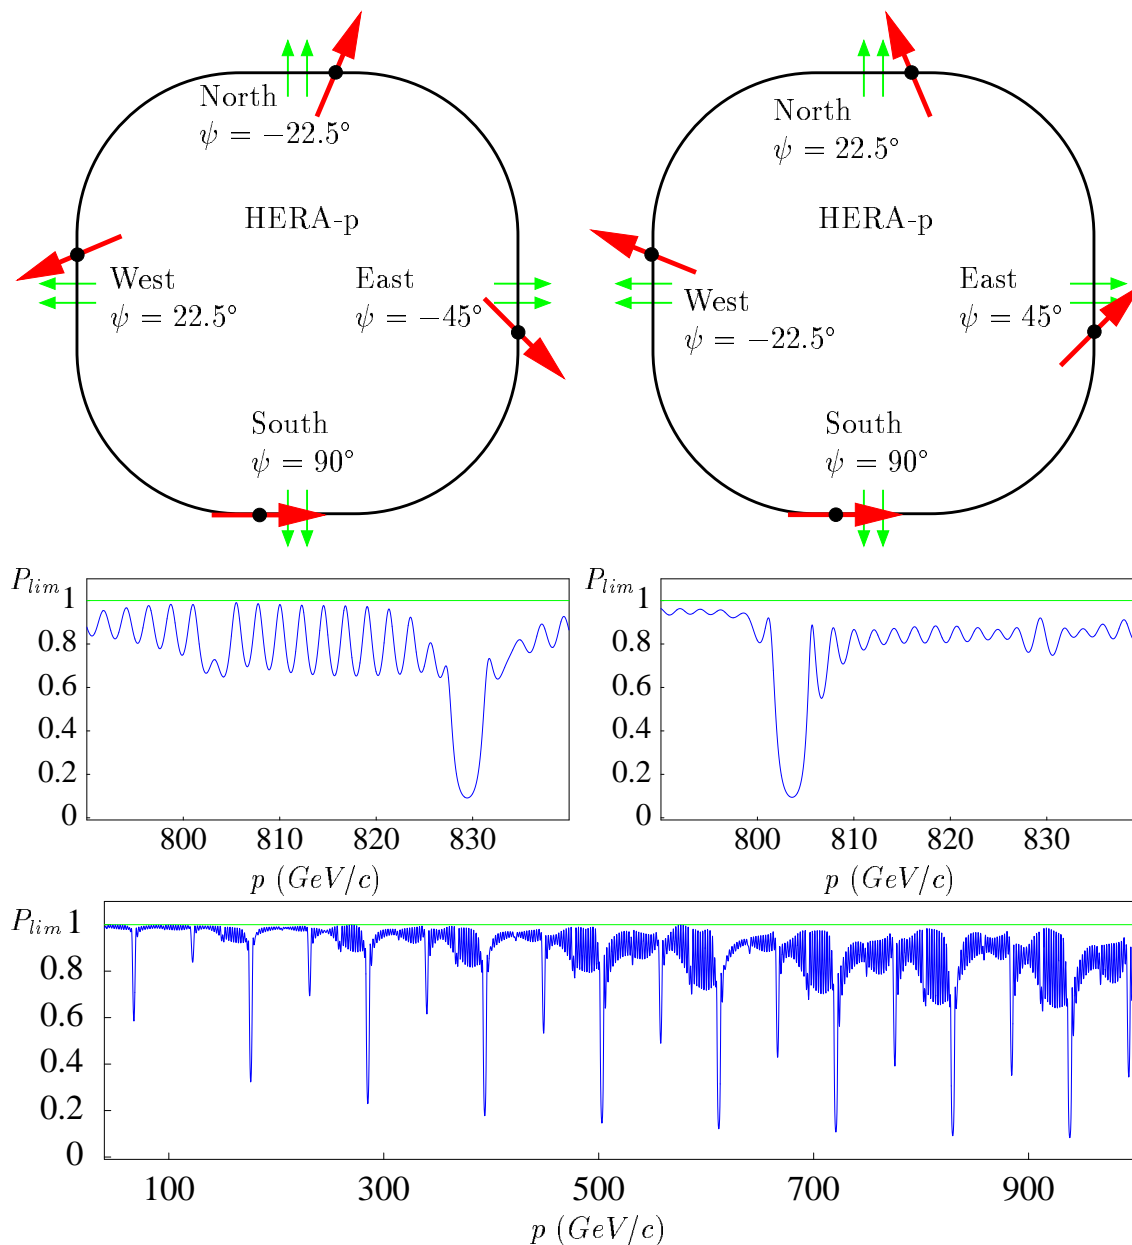 North
ψ = −22.5°
HERA-p
West
ψ = 22.5°
East
ψ = −45°
South
ψ = 90°
North
ψ = 22.5°
HERA-p
West
ψ = −22.5°
East
ψ = 45°
South
ψ = 90°
P_lim
1
0.8
0.6
0.4
0.2
0
800
810
820
830
p (GeV/c)
P_lim
1
0.8
0.6
0.4
0.2
0
800
810
820
830
p (GeV/c)
P_lim 1
0.8
0.6
0.4
0.2
0
100
300
500
700
900
p (GeV/c)